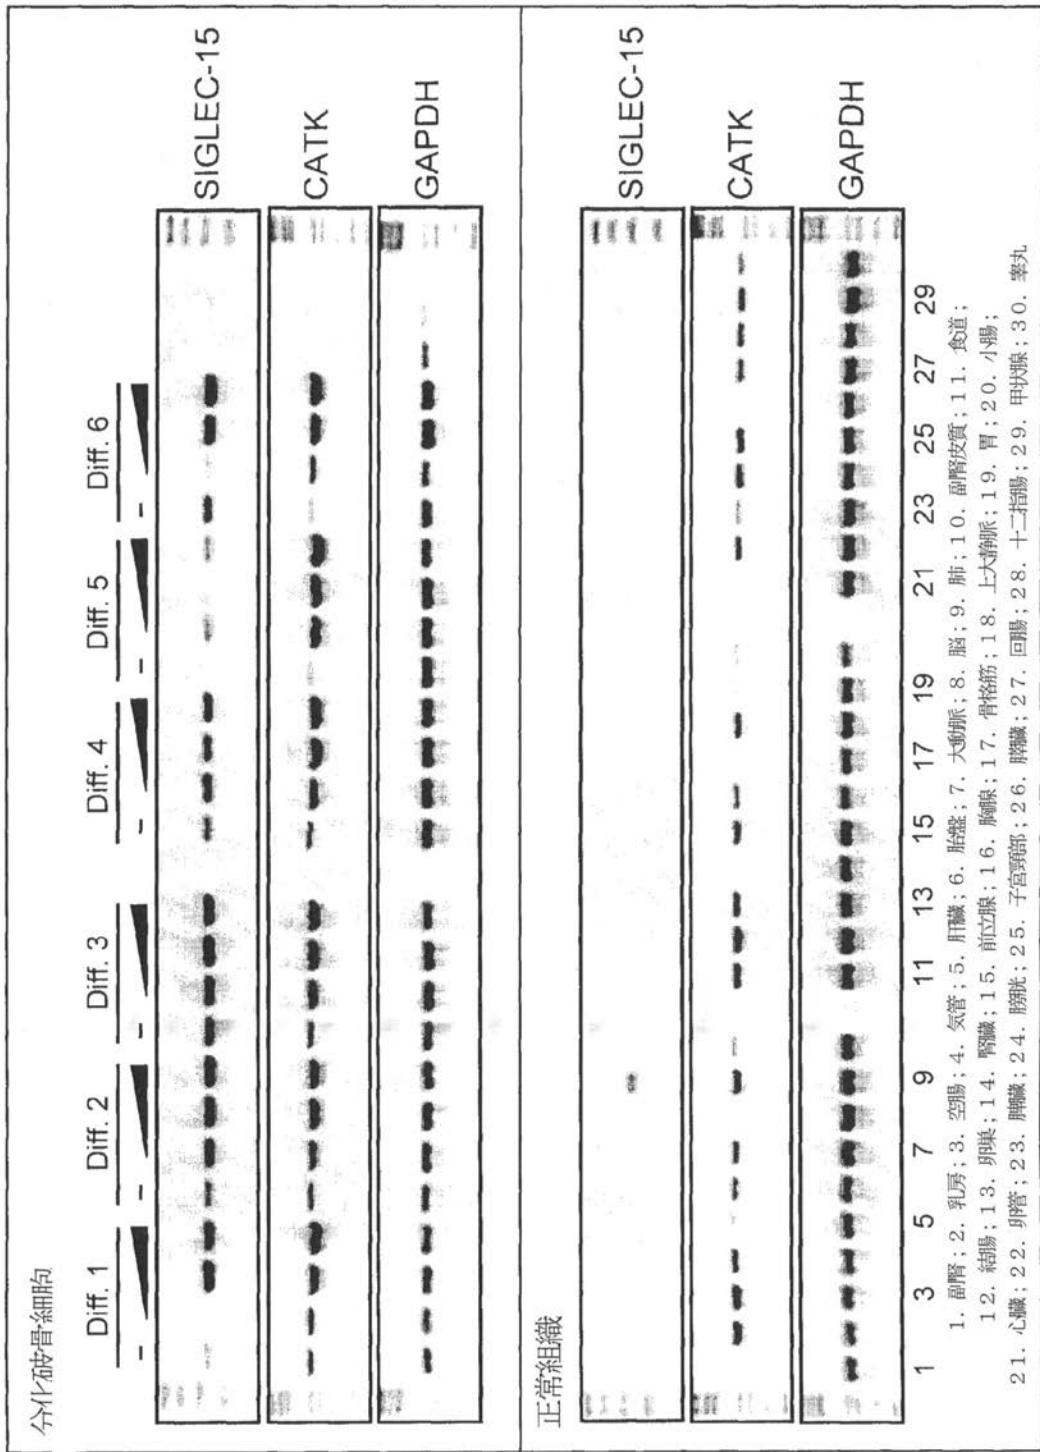 分化破骨細胞
Diff. 1 Diff. 2 Diff. 3 Diff. 4 Diff. 5 Diff. 6
- - - - - -
SIGLEC-15
CATK
GAPDH
正常組織
SIGLEC-15
CATK
GAPDH
1 3 5 7 9 11 13 15 17 19 21 23 25 27 29
1. 副腎；2. 乳房；3. 空腸；4. 気管；5. 肝臓；6. 胎盤；7. 大動脈；8. 脳；9. 肺；10. 副腎皮質；11. 食道；
12. 結腸；13. 卵巣；14. 腎臓；15. 前立腺；16. 胸腺；17. 骨格筋；18. 上大静脈；19. 胃；20. 小腸；
21. 心臓；22. 卵管；23. 脾臓；24. 膀胱；25. 子宮頸部；26. 膵臓；27. 回腸；28. 十二指腸；29. 甲状腺；30. 睾丸